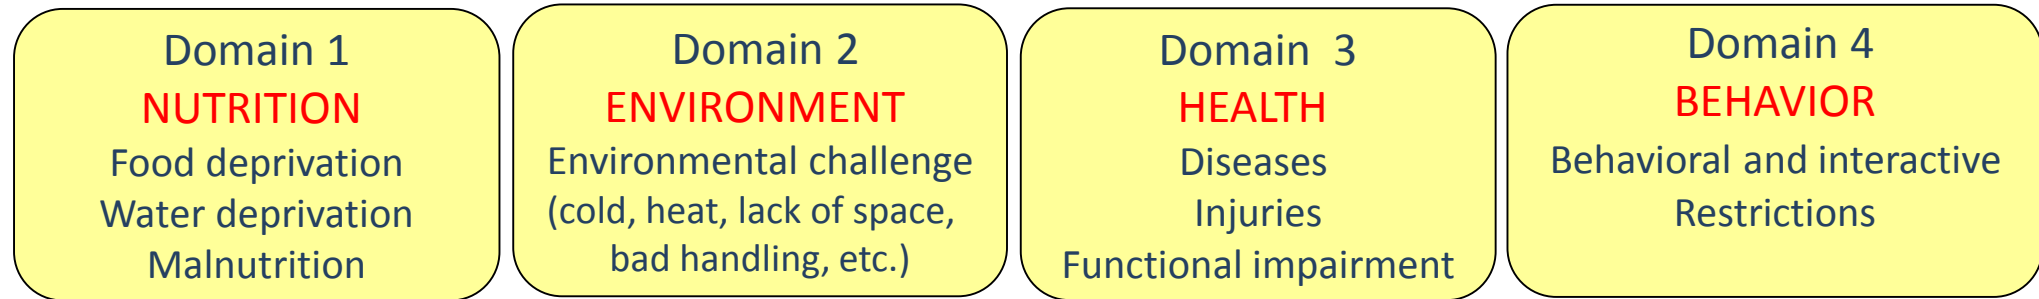 Domain 1
NUTRITION
Food deprivation
Water deprivation
Malnutrition
Domain 2
ENVIRONMENT
Environmental challenge
(cold, heat, lack of space,
bad handling, etc.)
Domain 3
HEALTH
Diseases
Injuries
Functional impairment
Domain 4
BEHAVIOR
Behavioral and interactive
Restrictions